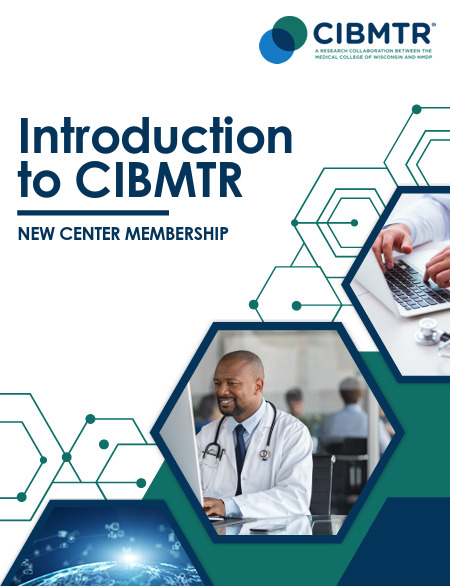 CIBMTR®
A RESEARCH COLLABORATION BETWEEN THE
MEDICAL COLLEGE OF WISCONSIN AND NMDP
Introduction
to CIBMTR
NEW CENTER MEMBERSHIP